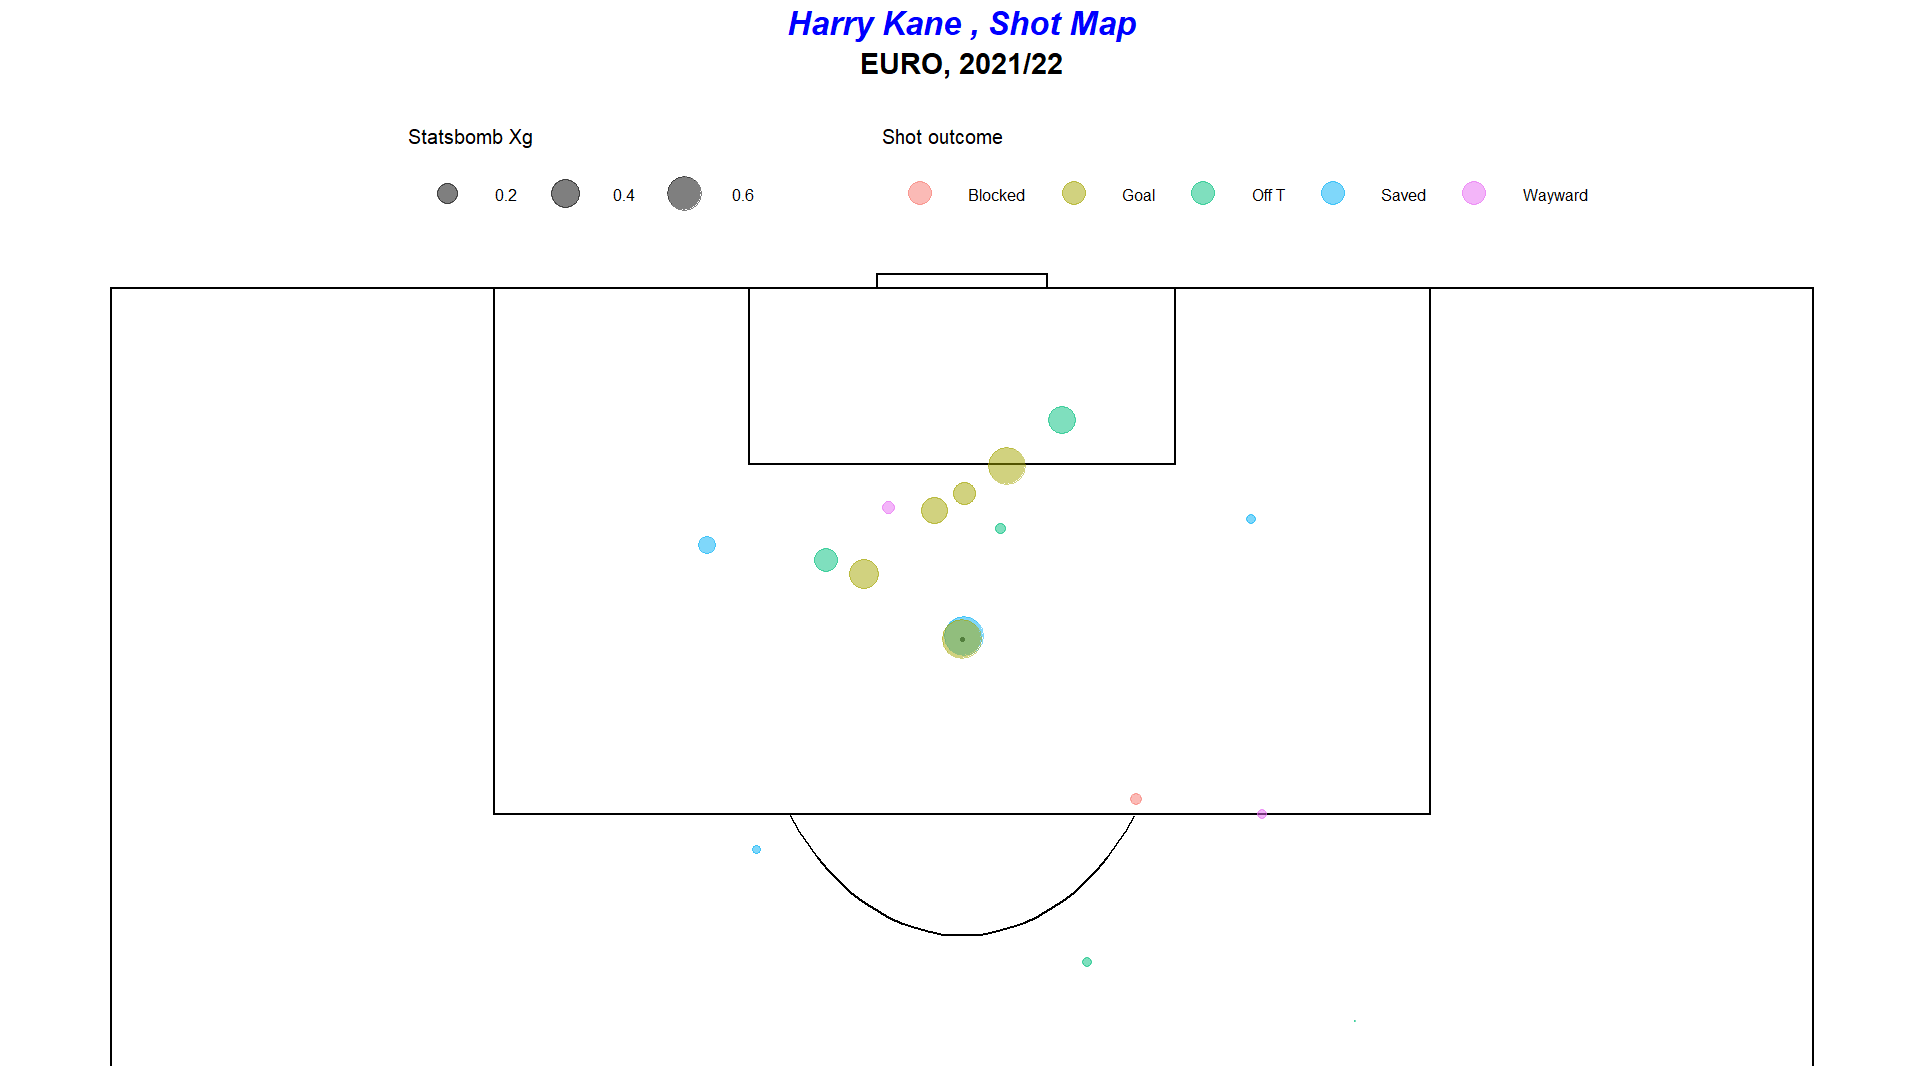 Harry Kane , Shot Map
EURO, 2021/22
Statsbomb Xg
Shot outcome
0.2 0.4 0.6
Blocked Goal Off T Saved Wayward